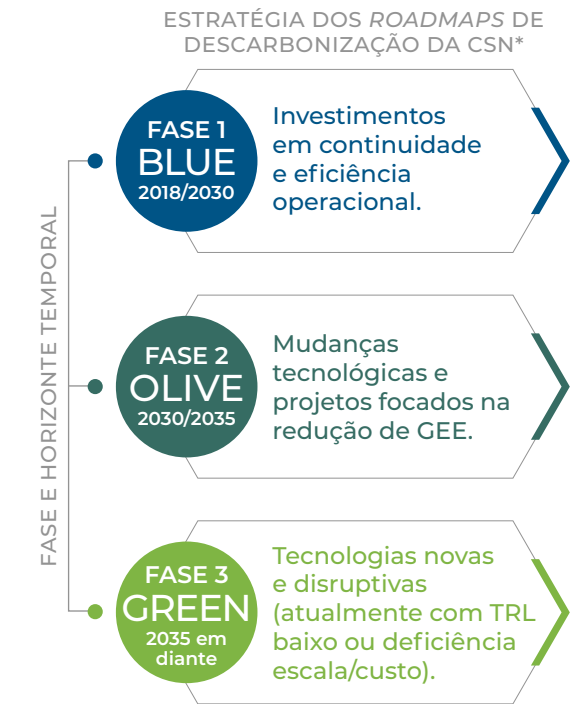 ESTRATÉGIA DOS ROADMAPS DE
DESCARBONIZAÇÃO DA CSN*
FASE E HORIZONTE TEMPORAL
FASE 1
BLUE
2018/2030
Investimentos
em continuidade
e eficiência
operacional.
FASE 2
OLIVE
2030/2035
Mudanças
tecnológicas e
projetos focados na
redução de GEE.
FASE 3
GREEN
2035 em
diante
Tecnologias novas
e disruptivas
(atualmente com TRL
baixo ou deficiência
escala/custo).